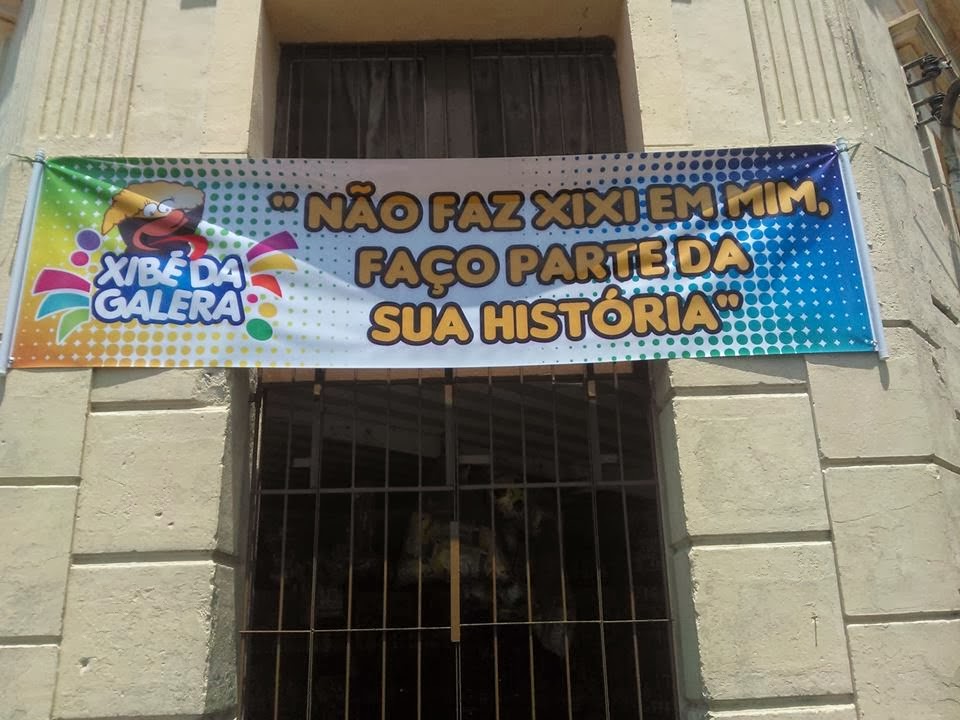 XIBÉ DA
GALERA
" NÃO FAZ XIXI EM MIM,
FAÇO PARTE DA
SUA HISTÓRIA"